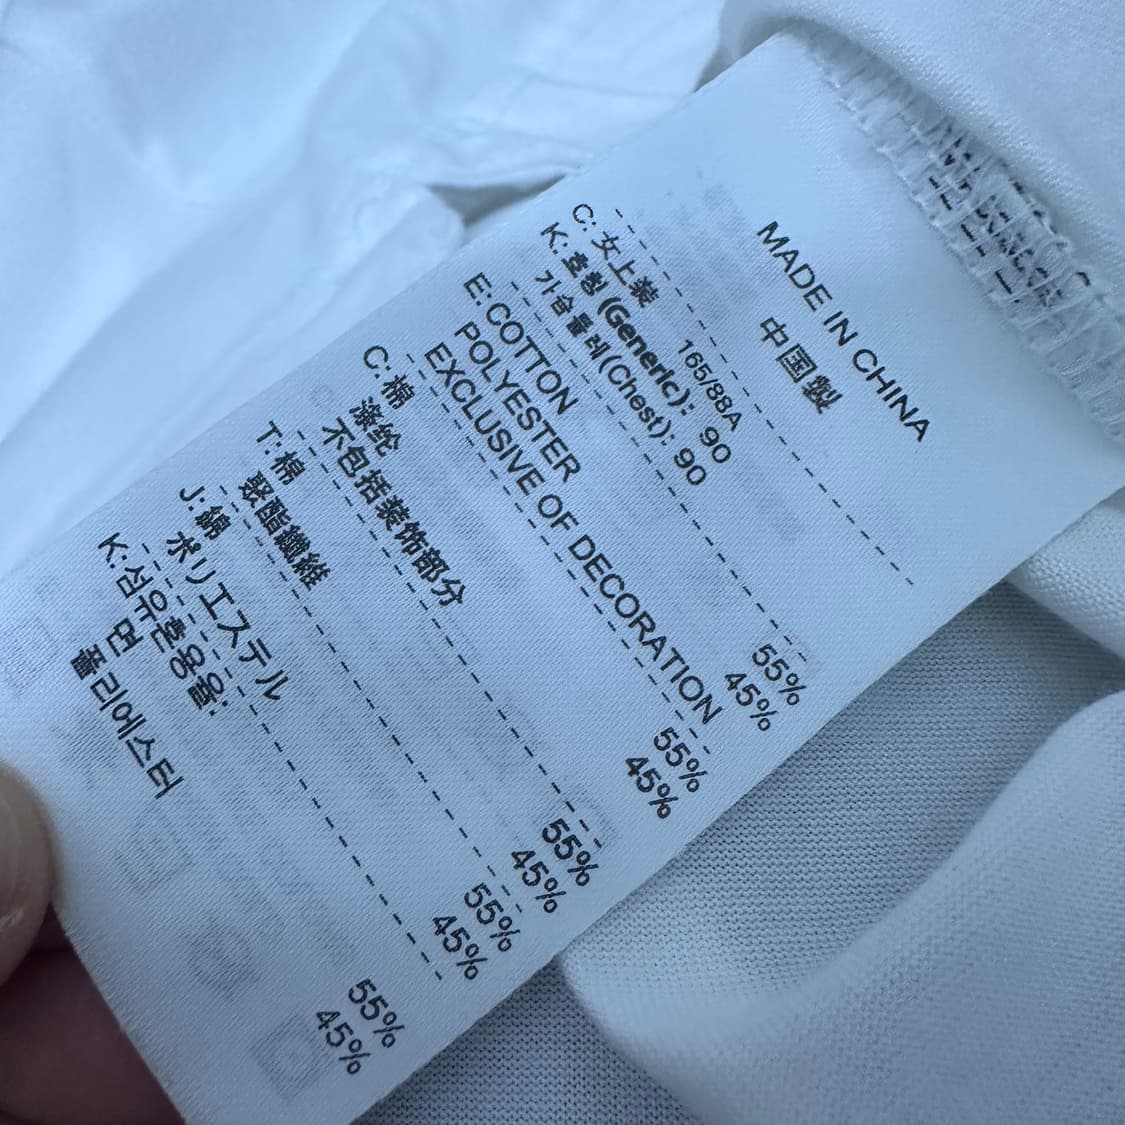 MADE IN CHINA
中国製
C: 女上装 165/88A
K: 호칭 (Generic): 90
가슴둘레(Chest): 90
E:COTTON 55%
POLYESTER 45%
EXCLUSIVE OF DECORATION
C: 棉 55%
涤纶 45%
不包括装饰部分
T: 棉 55%
聚酯纖維 45%
J: 綿 55%
ポリエステル 45%
K: 섬유혼용율:
면 55%
폴리에스터 45%